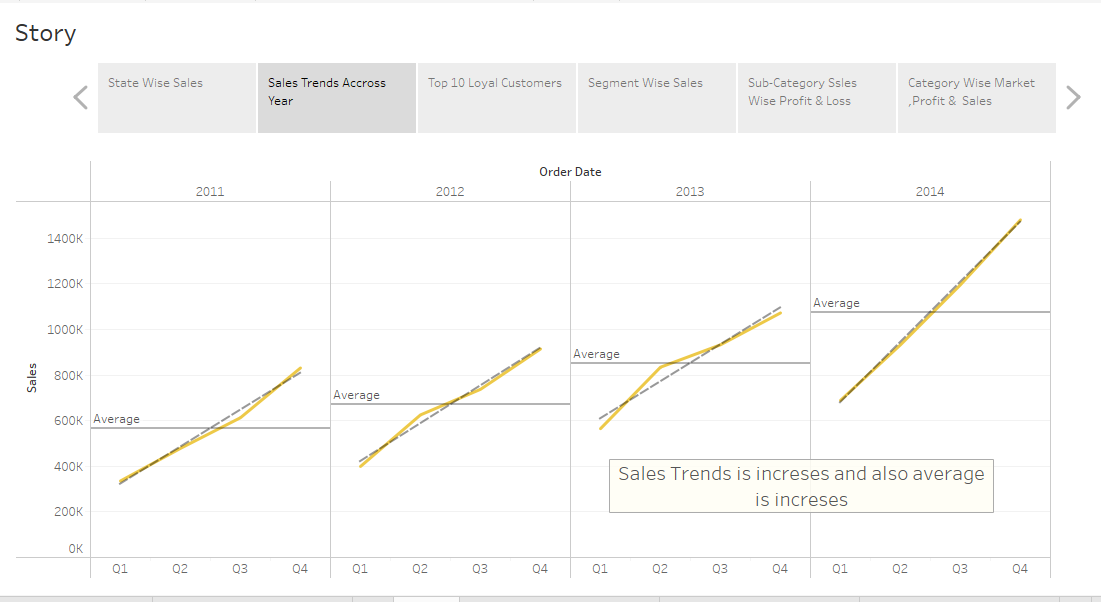 Story
State Wise Sales
Sales Trends Accross
Year
Top 10 Loyal Customers
Segment Wise Sales
Sub-Category Ssles
Wise Profit & Loss
Category Wise Market
,Profit & Sales
Order Date
2011
2012
2013
2014
Sales
1400K
1200K
1000K
800K
600K
400K
200K
0K
Average
Average
Average
Average
Sales Trends is increses and also average
is increses
Q1 Q2 Q3 Q4 Q1 Q2 Q3 Q4 Q1 Q2 Q3 Q4 Q1 Q2 Q3 Q4